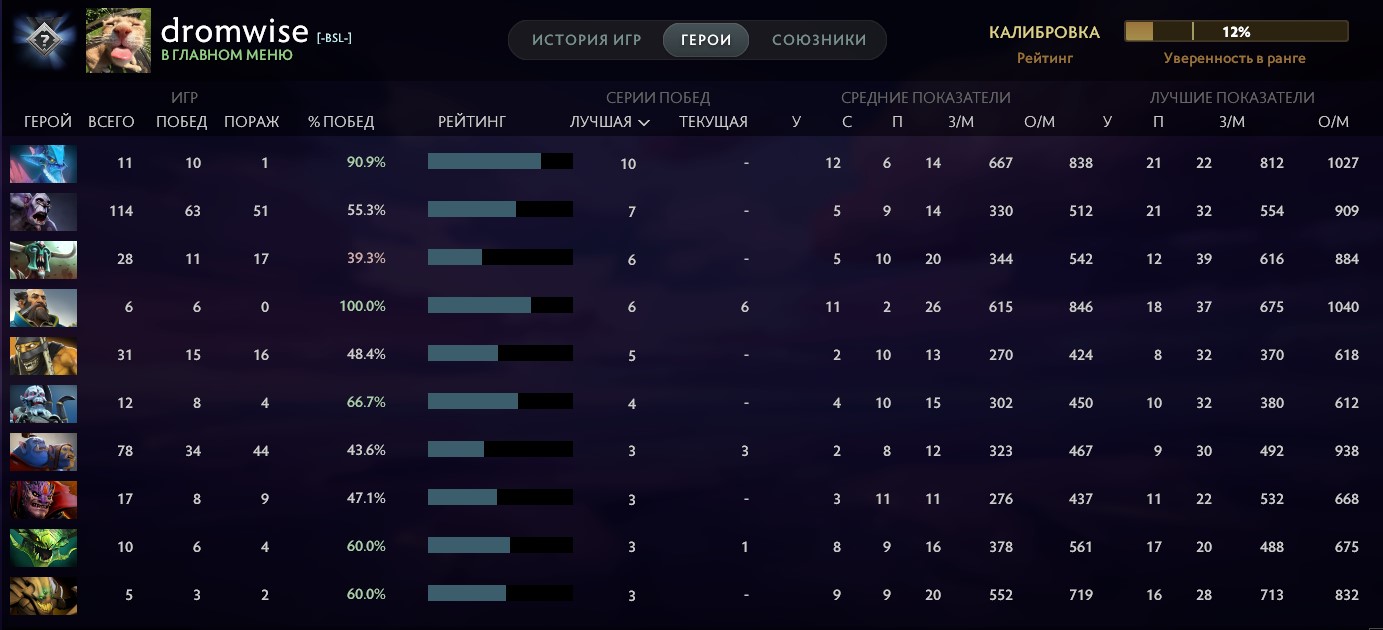 dromwise [-BSL-]
В ГЛАВНОМ МЕНЮ
ИСТОРИЯ ИГР ГЕРОИ СОЮЗНИКИ
КАЛИБРОВКА 12%
Рейтинг Уверенность в ранге
?
ИГР СЕРИИ ПОБЕД СРЕДНИЕ ПОКАЗАТЕЛИ ЛУЧШИЕ ПОКАЗАТЕЛИ
ГЕРОЙ ВСЕГО ПОБЕД ПОРАЖ % ПОБЕД РЕЙТИНГ ЛУЧШАЯ ТЕКУЩАЯ У С П З/М О/М У П З/М О/М
11 10 1 90.9% 10 - 12 6 14 667 838 21 22 812 1027
114 63 51 55.3% 7 - 5 9 14 330 512 21 32 554 909
28 11 17 39.3% 6 - 5 10 20 344 542 12 39 616 884
6 6 0 100.0% 6 6 11 2 26 615 846 18 37 675 1040
31 15 16 48.4% 5 - 2 10 13 270 424 8 32 370 618
12 8 4 66.7% 4 - 4 10 15 302 450 10 32 380 612
78 34 44 43.6% 3 3 2 8 12 323 467 9 30 492 938
17 8 9 47.1% 3 - 3 11 11 276 437 11 22 532 668
10 6 4 60.0% 3 1 8 9 16 378 561 17 20 488 675
5 3 2 60.0% 3 - 9 9 20 552 719 16 28 713 832